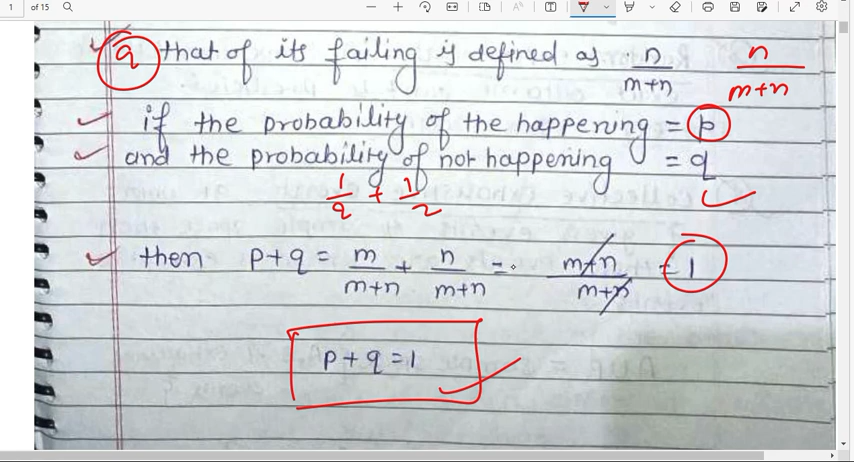 1 of 15
q that of its failing is defined as n/m+n n/m+n
if the probability of the happening = p
and the probability of not happening = q
1/2 + 1/2
then p+q = m/m+n + n/m+n = m+n/m+n = 1
p+q=1